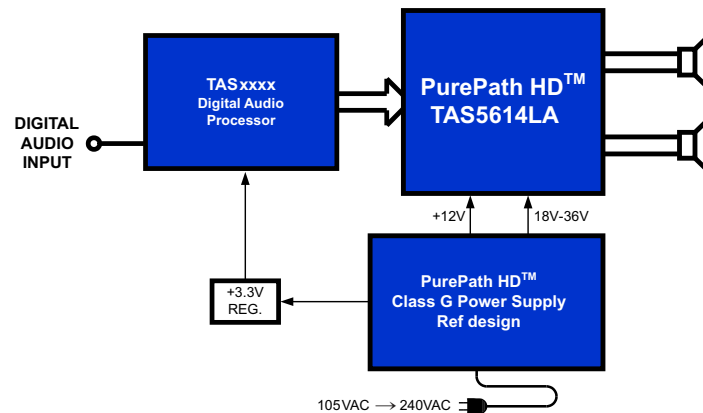 TASxxxx
Digital Audio
Processor
PurePath HD™
TAS5614LA
DIGITAL
AUDIO
INPUT
+12V
18V-36V
+3.3V
REG.
PurePath HD™
Class G Power Supply
Ref design
105VAC → 240VAC